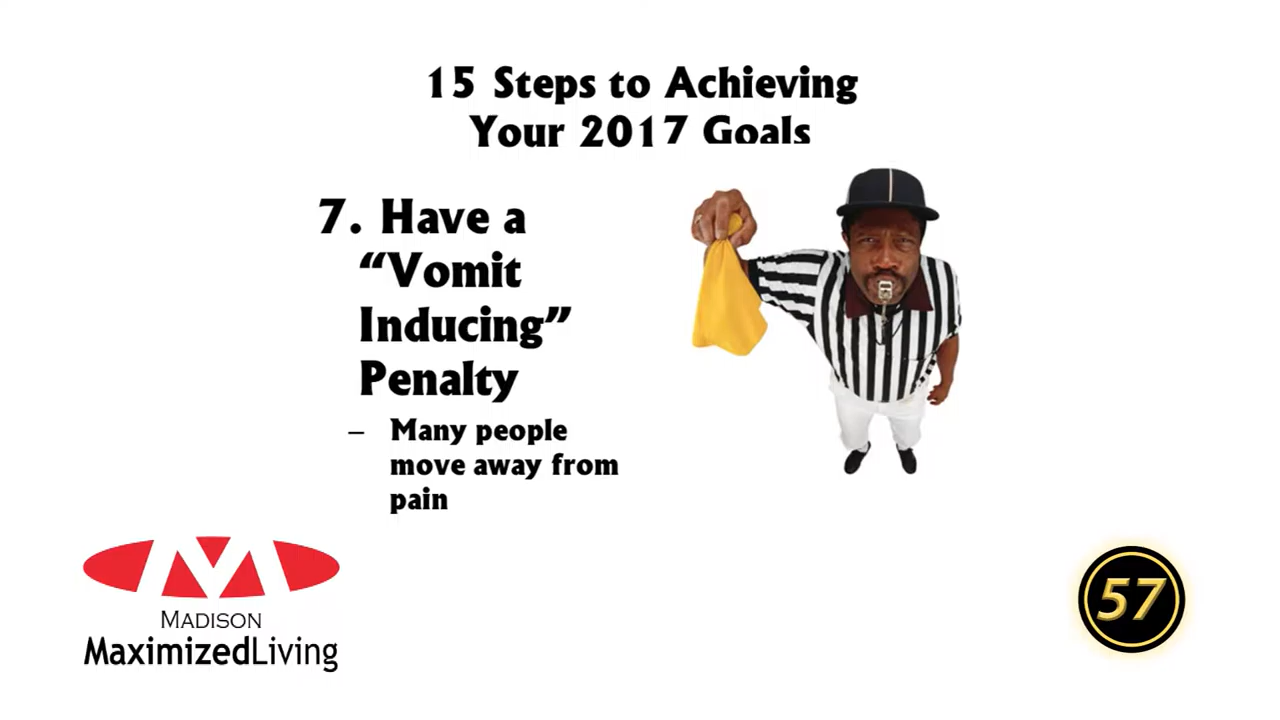 15 Steps to Achieving
Your 2017 Goals
7. Have a
“Vomit
Inducing”
Penalty
– Many people
move away from
pain
MADISON
MaximizedLiving
57